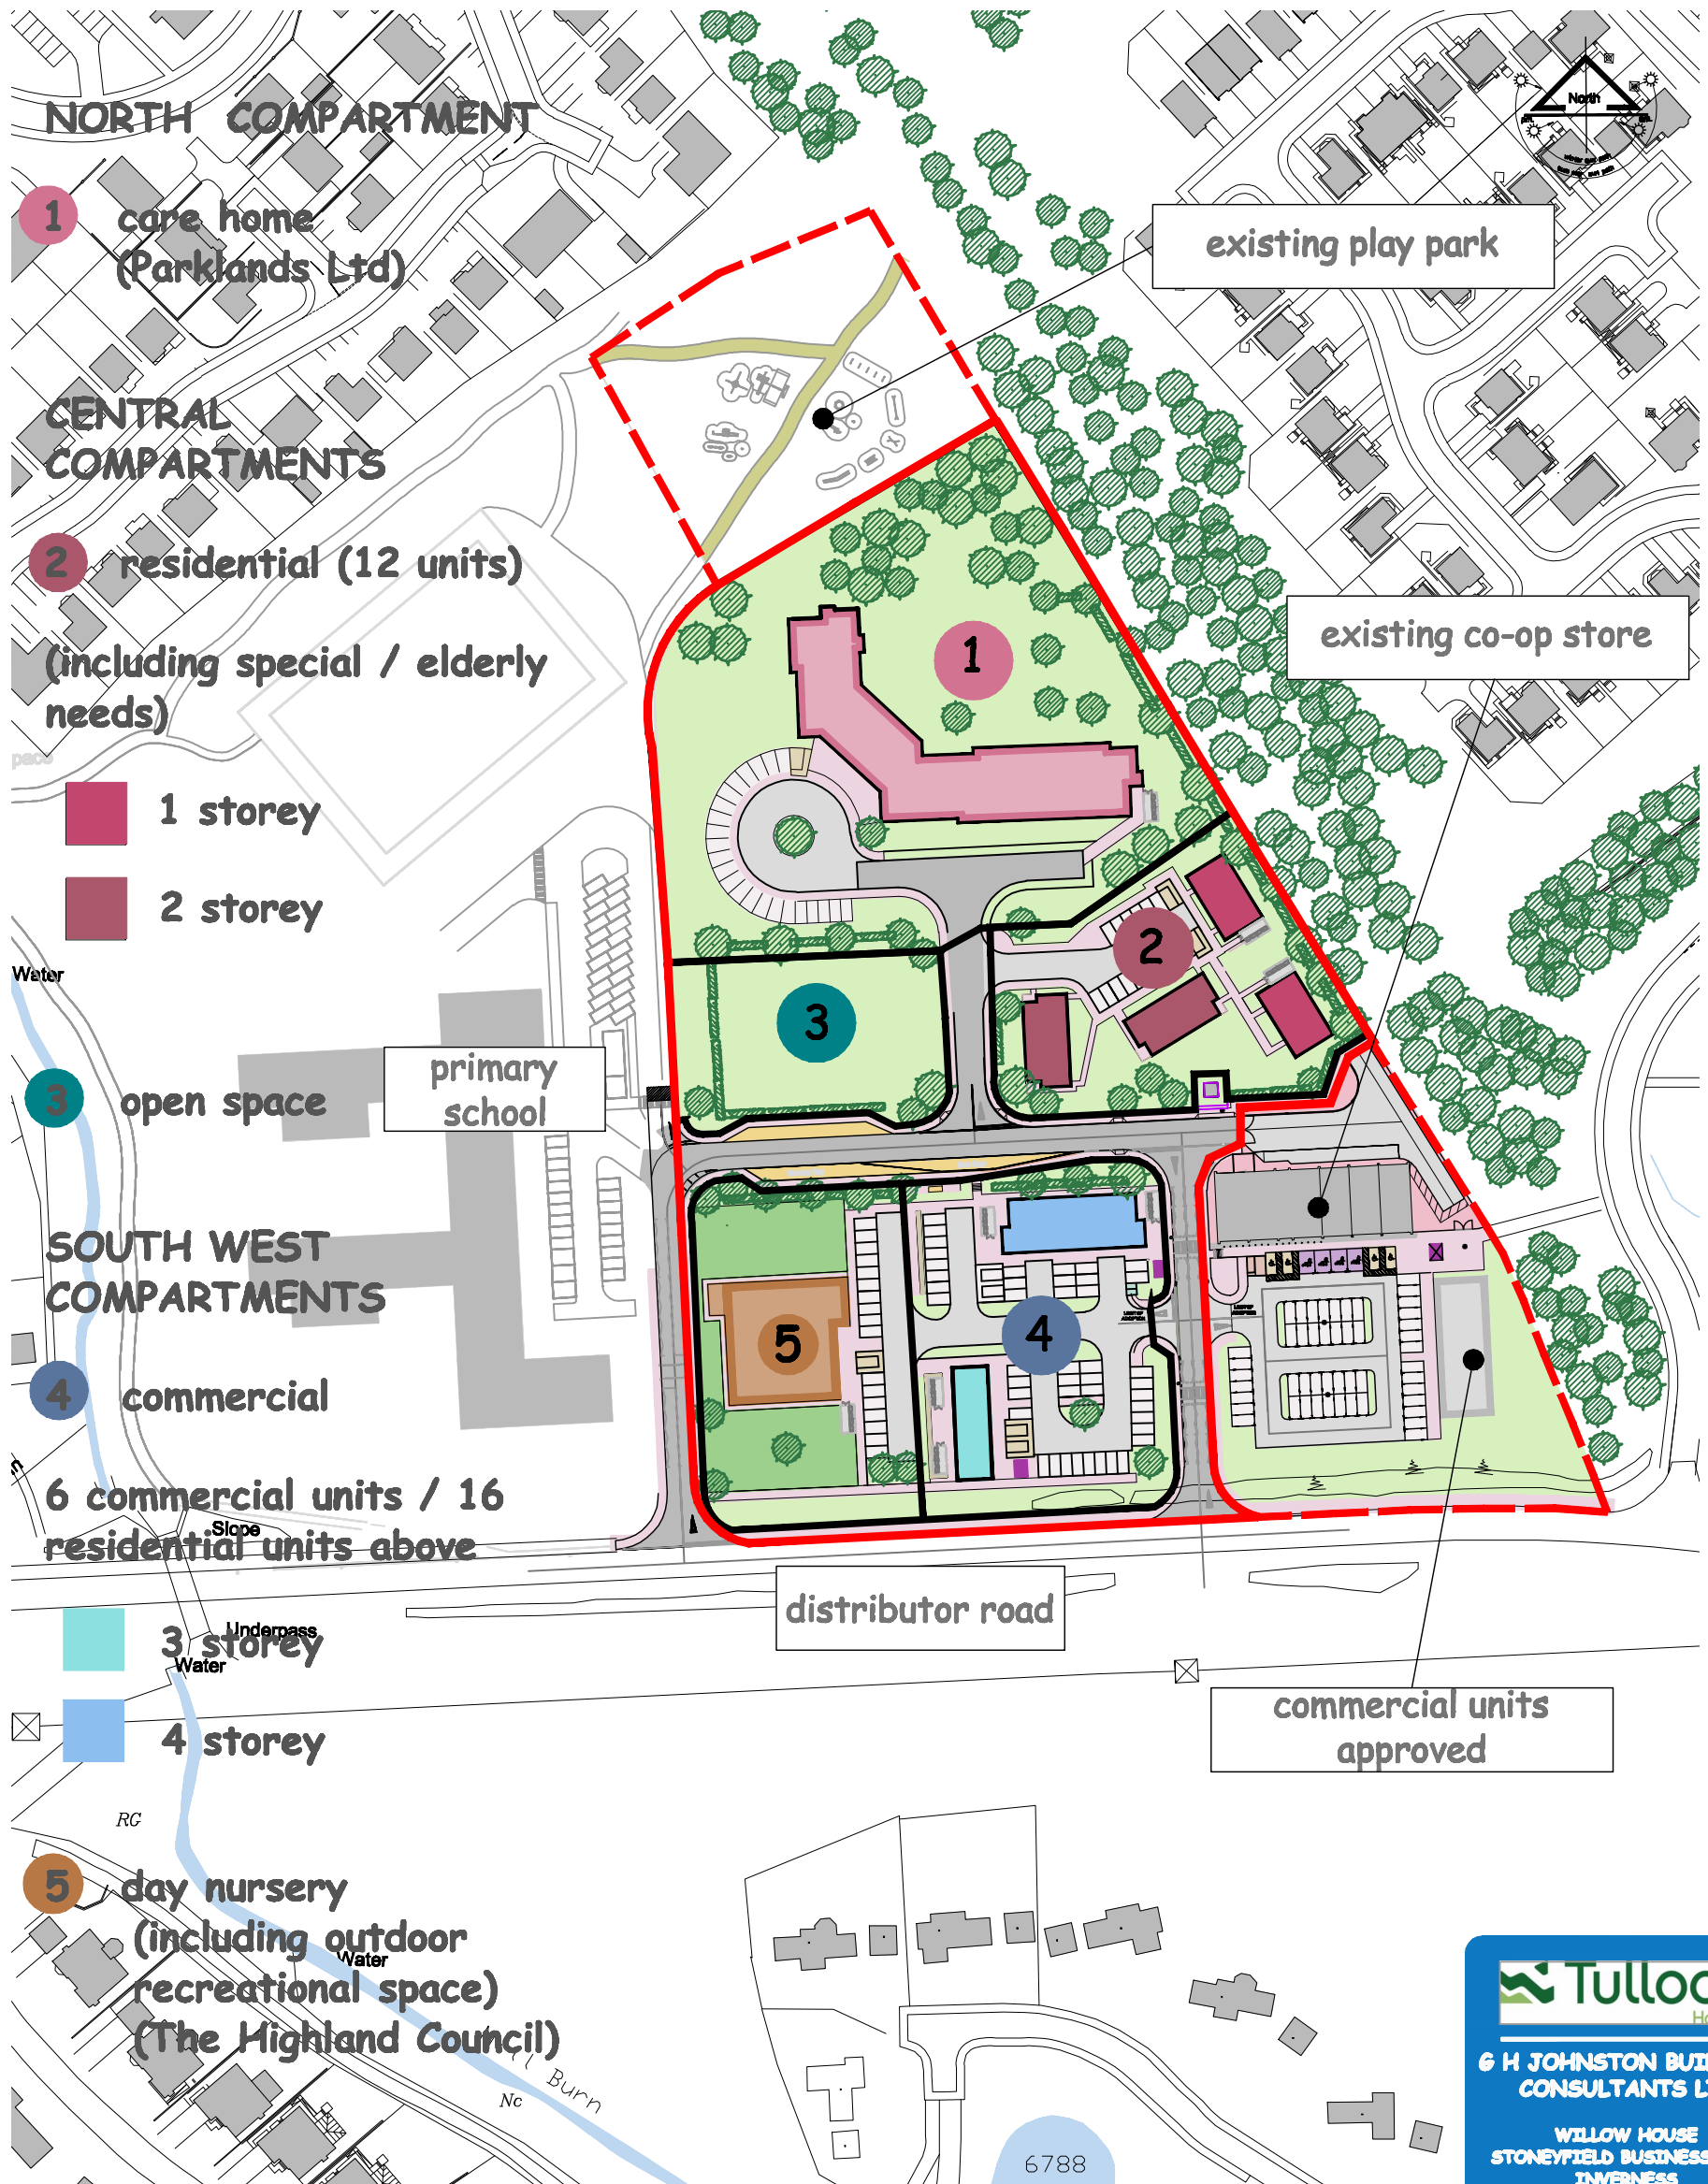 NORTH COMPARTMENT
1 care home
(Parklands Ltd)
CENTRAL
COMPARTMENTS
2 residential (12 units)
(including special / elderly
needs)
1 storey
2 storey
Water
3 open space
SOUTH WEST
COMPARTMENTS
4 commercial
6 commercial units / 16
residential units above
Slope
Underpass
3 storey
Water
4 storey
RG
5 day nursery
(including outdoor
recreational space)
(The Highland Council)
Water
Burn
Nc
6788
North
existing play park
existing co-op store
primary
school
1
2
3
4
5
distributor road
commercial units
approved
G H JOHNSTON
WILLOW HOUSE
STONEYFIELD BUSINESS
INVERNESS